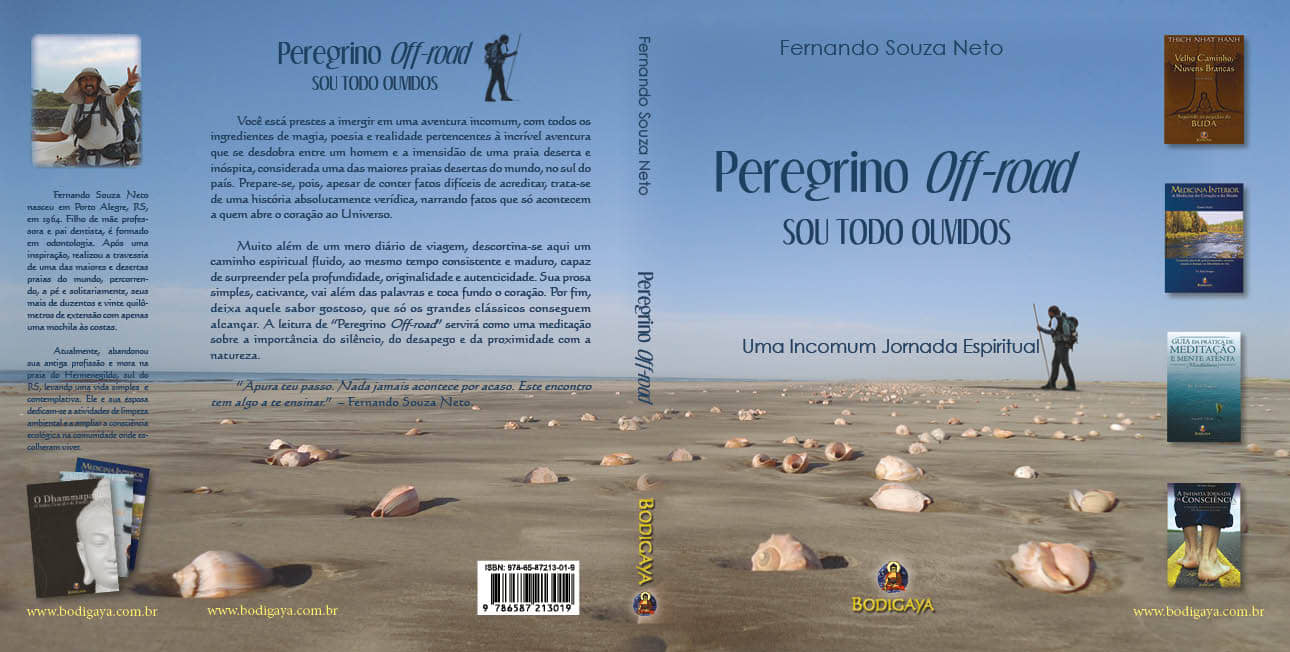 Fernando Souza Neto
nasceu em Porto Alegre, RS,
em 1964. Filho de mãe profes-
sora e pai dentista, é formado
em odontologia. Após uma
inspiração, realizou a travessia
de uma das maiores e desertas
praias do mundo, percorren-
do, a pé e solitariamente, seus
mais de duzentos e vinte quilô-
metros de extensão com apenas
uma mochila às costas.
Atualmente, abandonou
sua antiga profissão e mora na
praia do Hermenegildo, sul do
RS, levando uma vida simples e
contemplativa. Ele e sua esposa
dedicam-se a atividades de limpeza
ambiental e a ampliar a consciência
ecológica na comunidade onde es-
colheram viver.
MEDICINA INTERIOR
O Dhammapada
www.bodigaya.com.br
Peregrino Off-road
SOU TODO OUVIDOS
Você está prestes a imergir em uma aventura incomum, com todos os
ingredientes de magia, poesia e realidade pertencentes à incrível aventura
que se desdobra entre um homem e a imensidão de uma praia deserta e
inóspita, considerada uma das maiores praias desertas do mundo, no sul do
país. Prepare-se, pois, apesar de conter fatos difíceis de acreditar, trata-se
de uma história absolutamente verídica, narrando fatos que só acontecem
a quem abre o coração ao Universo.
Muito além de um mero diário de viagem, descortina-se aqui um
caminho espiritual fluido, ao mesmo tempo consistente e maduro, capaz
de surpreender pela profundidade, originalidade e autenticidade. Sua prosa
simples, cativante, vai além das palavras e toca fundo o coração. Por fim,
deixa aquele sabor gostoso, que só os grandes clássicos conseguem
alcançar. A leitura de "Peregrino Off-road" servirá como uma meditação
sobre a importância do silêncio, do desapego e da proximidade com a
natureza.
"Apura teu passo. Nada jamais acontece por acaso. Este encontro
tem algo a te ensinar." – Fernando Souza Neto.
www.bodigaya.com.br
ISBN: 978-65-87213-01-9
9 786587 213019
Fernando Souza Neto
Peregrino Off-road
BODIGAYA
Fernando Souza Neto
Peregrino Off-road
SOU TODO OUVIDOS
Uma Incomum Jornada Espiritual
BODIGAYA
THICH NHAT HANH
Velho Caminho,
Nuvens Brancas
Seguindo as pegadas do
BUDA
MEDICINA INTERIOR
A Medicina do Coração e da Mente
GUIA DA PRÁTICA DE
MEDITAÇÃO
E MENTE ATENTA
BODIGAYA
A INFINITA JORNADA
DA CONSCIÊNCIA
www.bodigaya.com.br